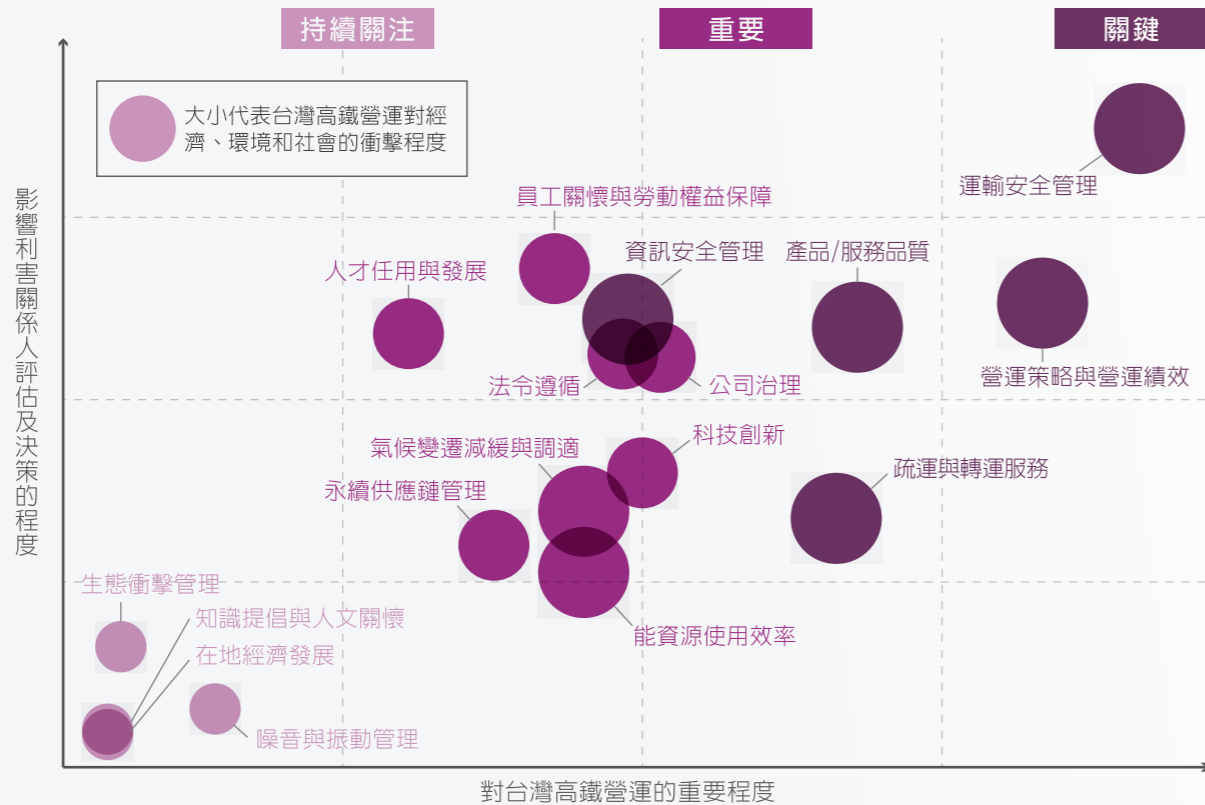 持續關注
重要
關鍵
大小代表台灣高鐵營運對經
濟、環境和社會的衝擊程度
影響利害關係人評估及決策的程度
運輸安全管理
員工關懷與勞動權益保障
資訊安全管理
產品/服務品質
人才任用與發展
營運策略與營運績效
法令遵循
公司治理
科技創新
氣候變遷減緩與調適
疏運與轉運服務
永續供應鏈管理
生態衝擊管理
知識提倡與人文關懷
能資源使用效率
在地經濟發展
噪音與振動管理
對台灣高鐵營運的重要程度